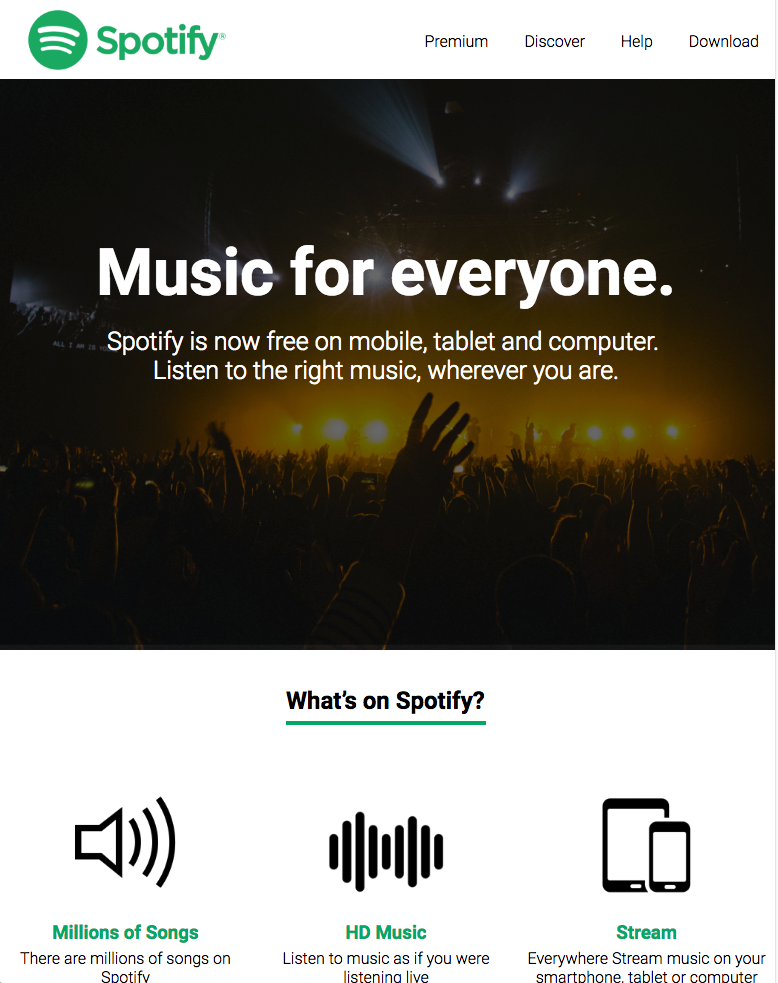 Spotify®
Premium Discover Help Download
Music for everyone.
Spotify is now free on mobile, tablet and computer.
Listen to the right music, wherever you are.
ALL I AM IS
What’s on Spotify?
Millions of Songs
There are millions of songs on
Spotify
HD Music
Listen to music as if you were
listening live
Stream
Everywhere Stream music on your
smartphone, tablet or computer